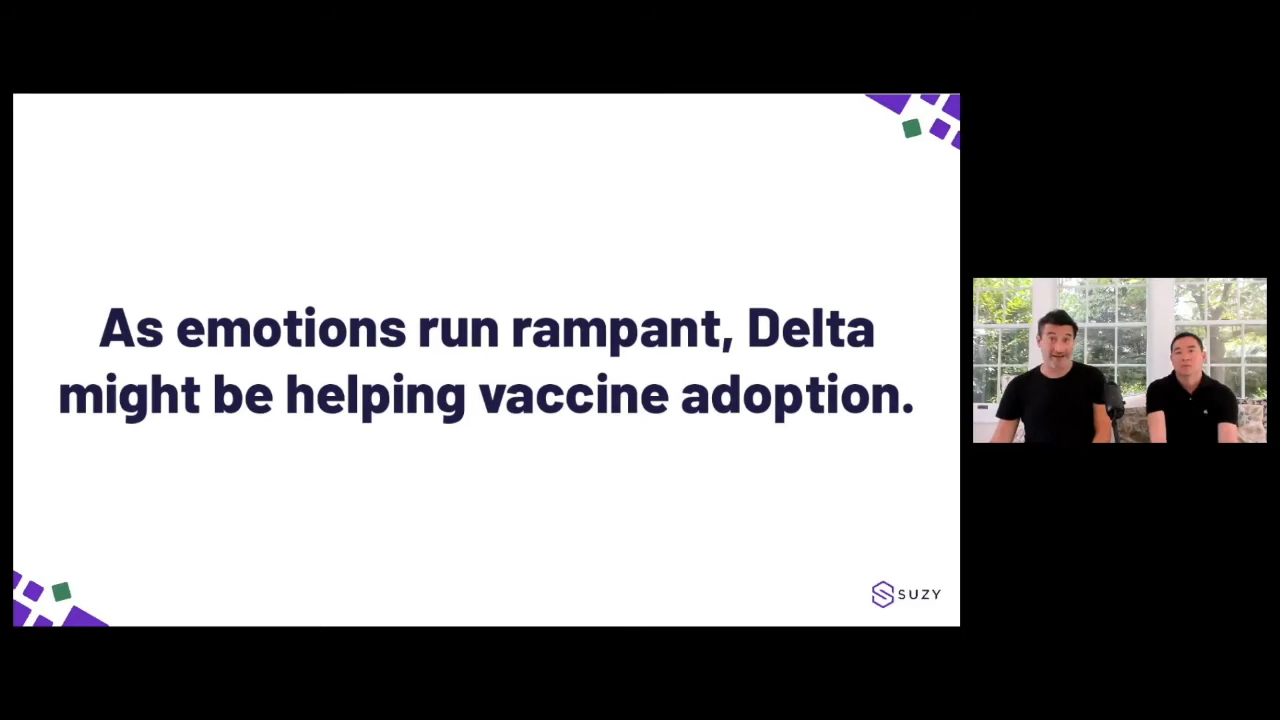 As emotions run rampant, Delta
might be helping vaccine adoption.
SUZY